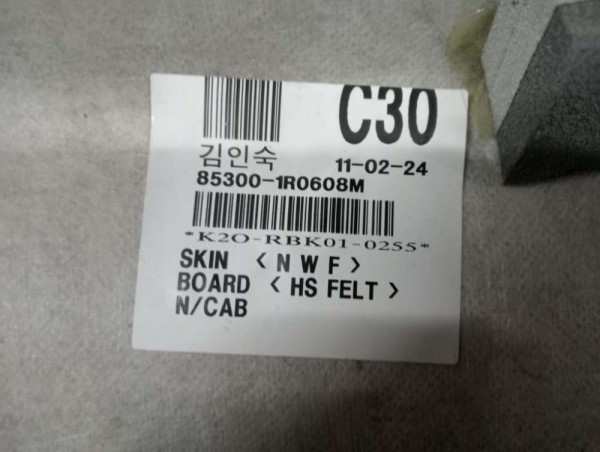 C30
김인숙 11-02-24
85300-1R0608M
*K2O-RBK01-0255*
SKIN < N W F >
BOARD < HS FELT >
N/CAB